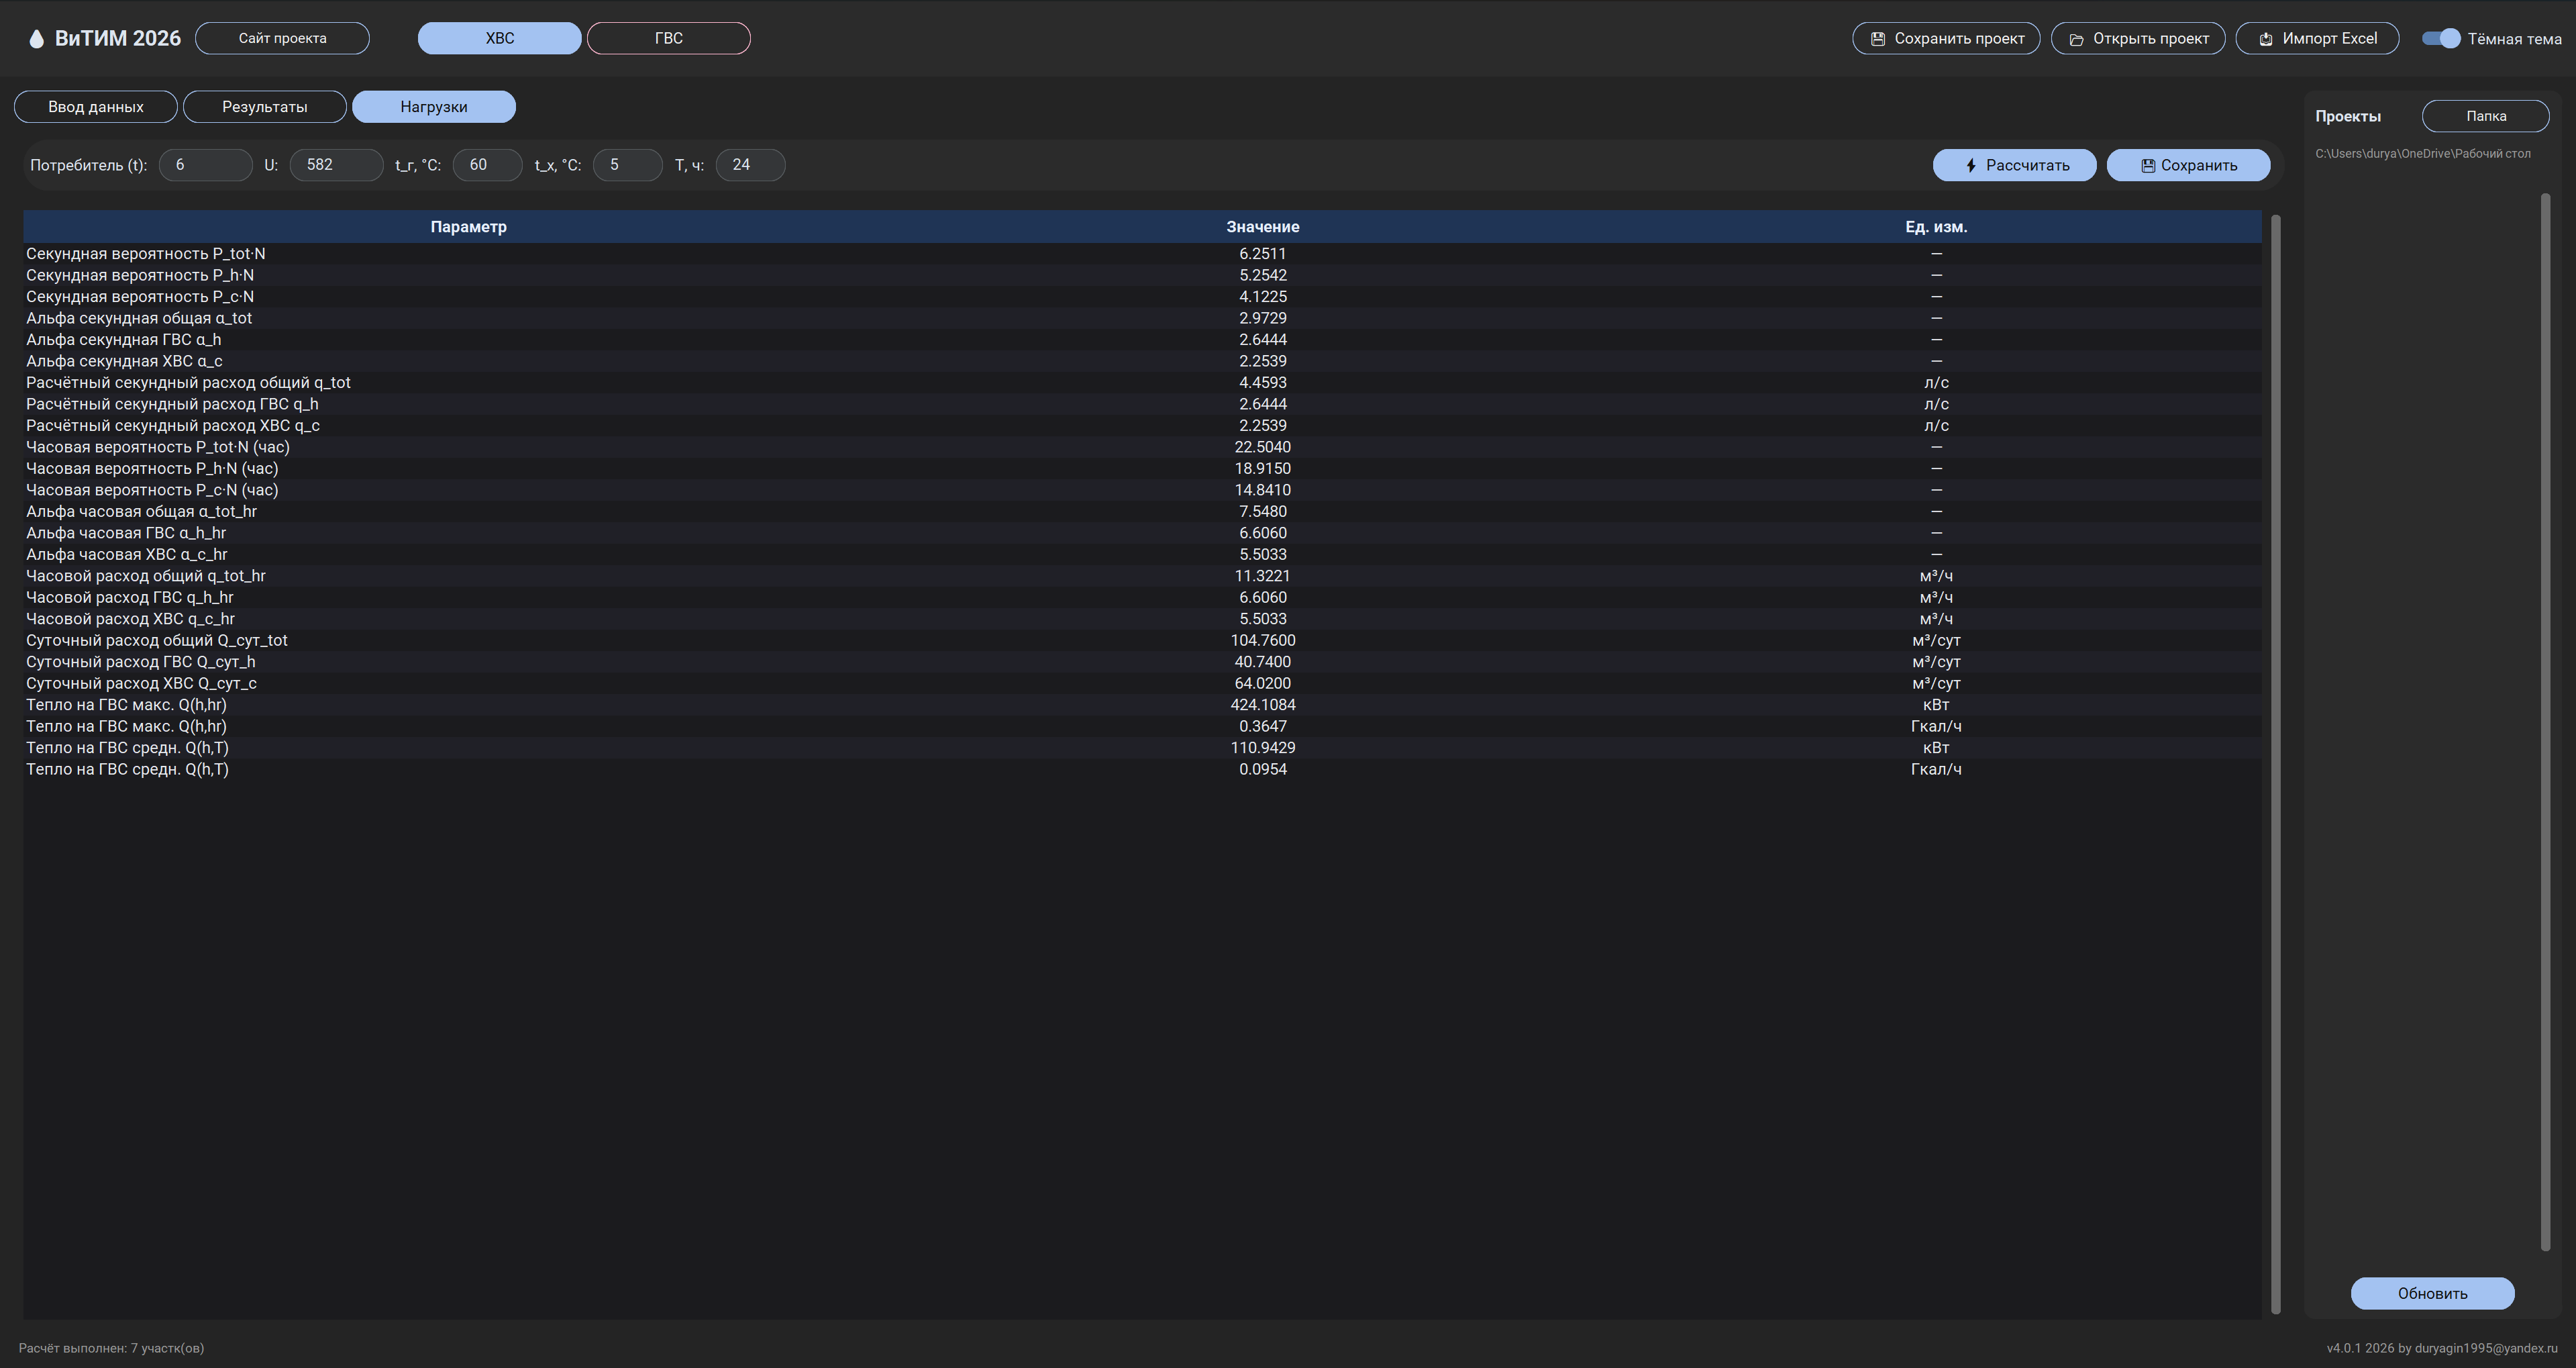 ВиТИМ 2026 Сайт проекта ХВС ГВС Сохранить проект Открыть проект Импорт Excel Тёмная тема
Ввод данных Результаты Нагрузки
Потребитель (t): 6 U: 582 t_г, °C: 60 t_х, °C: 5 T, ч: 24 Рассчитать Сохранить
Параметр Значение Ед. изм.
Секундная вероятность P_tot·N 6.2511 —
Секундная вероятность P_h·N 5.2542 —
Секундная вероятность P_c·N 4.1225 —
Альфа секундная общая α_tot 2.9729 —
Альфа секундная ГВС α_h 2.6444 —
Альфа секундная ХВС α_c 2.2539 —
Расчётный секундный расход общий q_tot 4.4593 л/с
Расчётный секундный расход ГВС q_h 2.6444 л/с
Расчётный секундный расход ХВС q_c 2.2539 л/с
Часовая вероятность P_tot·N (час) 22.5040 —
Часовая вероятность P_h·N (час) 18.9150 —
Часовая вероятность P_c·N (час) 14.8410 —
Альфа часовая общая α_tot_hr 7.5480 —
Альфа часовая ГВС α_h_hr 6.6060 —
Альфа часовая ХВС α_c_hr 5.5033 —
Часовой расход общий q_tot_hr 11.3221 м³/ч
Часовой расход ГВС q_h_hr 6.6060 м³/ч
Часовой расход ХВС q_c_hr 5.5033 м³/ч
Суточный расход общий Q_сут_tot 104.7600 м³/сут
Суточный расход ГВС Q_сут_h 40.7400 м³/сут
Суточный расход ХВС Q_сут_c 64.0200 м³/сут
Тепло на ГВС макс. Q(h,hr) 424.1084 кВт
Тепло на ГВС макс. Q(h,hr) 0.3647 Гкал/ч
Тепло на ГВС средн. Q(h,T) 110.9429 кВт
Тепло на ГВС средн. Q(h,T) 0.0954 Гкал/ч
Проекты Папка
C:\Users\durya\OneDrive\Рабочий стол
Обновить
Расчёт выполнен: 7 участк(ов)
v4.0.1 2026 by duryagin1995@yandex.ru